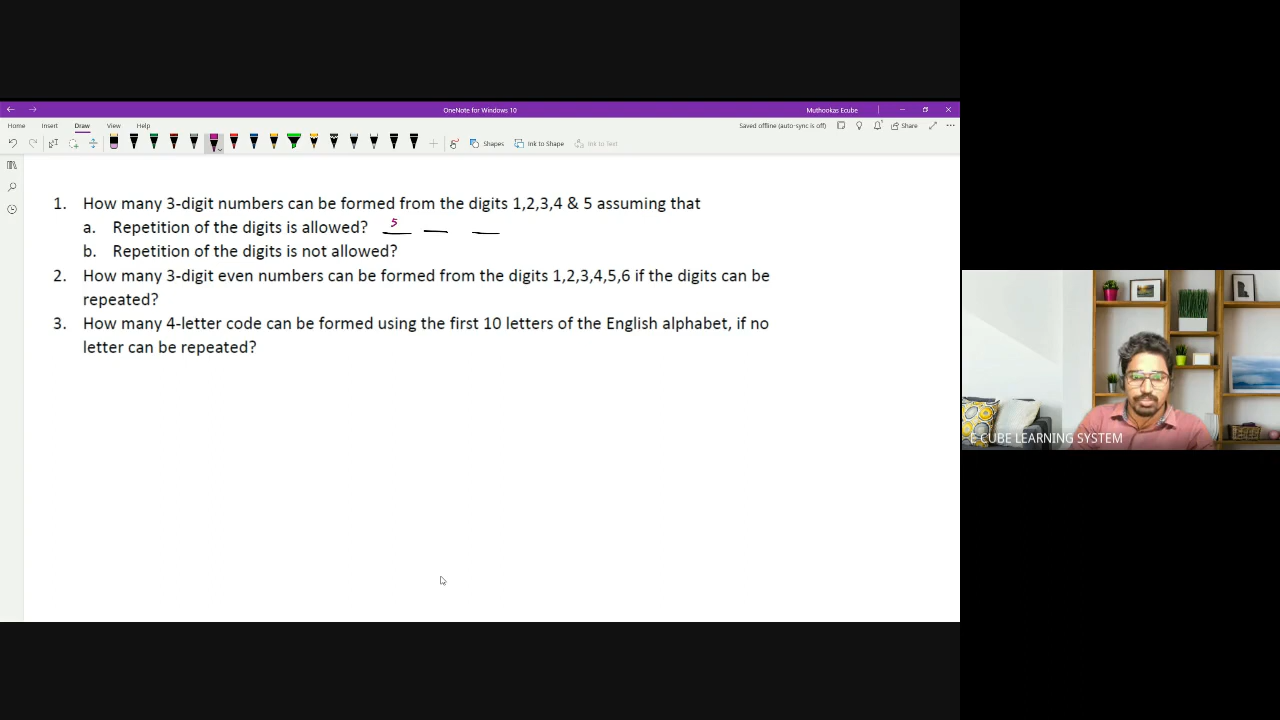 OneNote for Windows 10
Muthookas Ecube
Home Insert Draw View Help
Saved offline (auto-sync is off)
Share
Shapes
Ink to Shape
Ink to Text
1. How many 3-digit numbers can be formed from the digits 1,2,3,4 & 5 assuming that
a. Repetition of the digits is allowed? 5
b. Repetition of the digits is not allowed?
2. How many 3-digit even numbers can be formed from the digits 1,2,3,4,5,6 if the digits can be
repeated?
3. How many 4-letter code can be formed using the first 10 letters of the English alphabet, if no
letter can be repeated?
E CUBE LEARNING SYSTEM